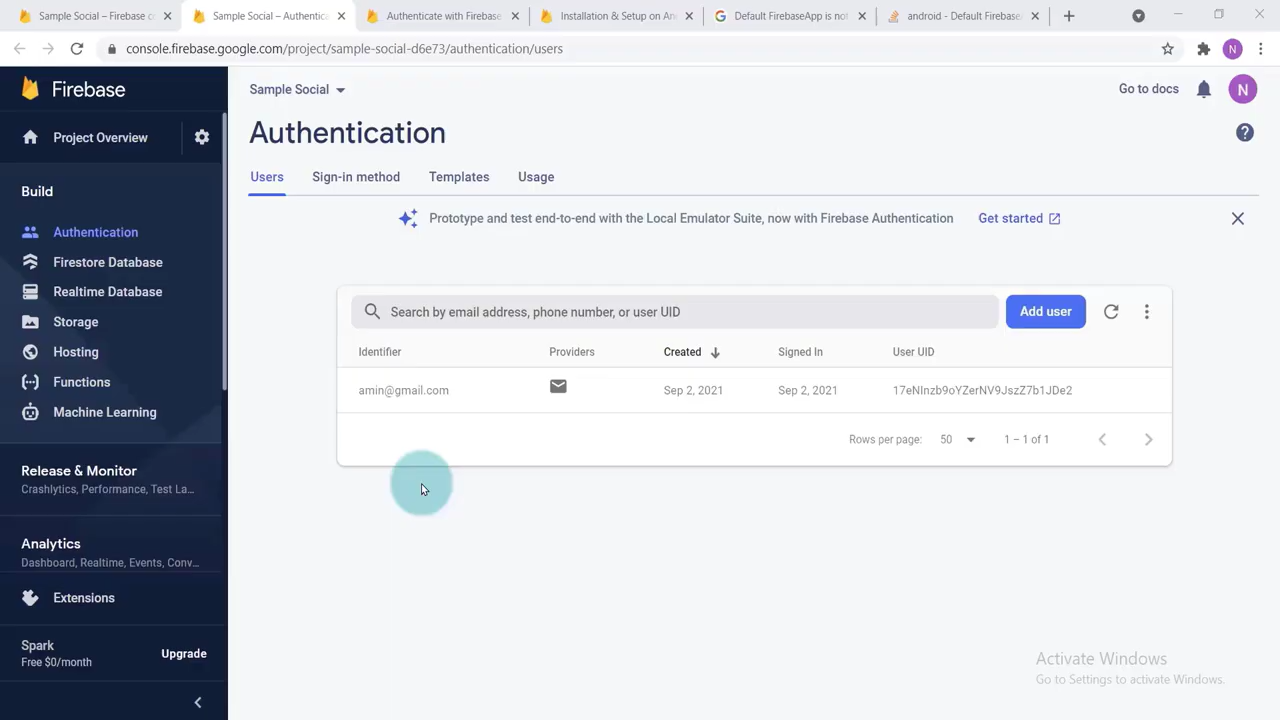 Sample Social – Firebase c
Sample Social – Authentica
Authenticate with Firebase
Installation & Setup on An
Default FirebaseApp is not
android - Default Firebase
console.firebase.google.com/project/sample-social-d6e73/authentication/users
N
Firebase
Sample Social
Go to docs
N
Project Overview
Authentication
Build
Users
Sign-in method
Templates
Usage
Authentication
Prototype and test end-to-end with the Local Emulator Suite, now with Firebase Authentication
Get started
Firestore Database
Realtime Database
Storage
Hosting
Functions
Machine Learning
Search by email address, phone number, or user UID
Add user
Identifier
Providers
Created
Signed In
User UID
amin@gmail.com
Sep 2, 2021
Sep 2, 2021
17eNInzb9oYZerNV9JszZ7b1JDe2
Rows per page:
50
1 – 1 of 1
Release & Monitor
Crashlytics, Performance, Test La...
Analytics
Dashboard, Realtime, Events, Conv...
Extensions
Spark
Free $0/month
Upgrade
Activate Windows
Go to Settings to activate Windows.